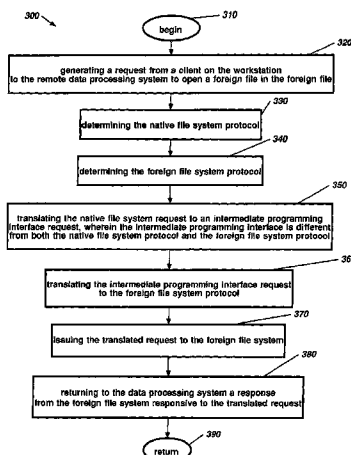 300
310
begin
320
generating a request from a client on the workstation
to the remote data processing system to open a foreign file in the foreign file
330
determining the native file system protocol
340
determining the foreign file system protocol
350
translating the native file system request to an intermediate programming
interface request, wherein the intermediate programming interface is different
from both the native file system protocol and the foreign file system protocol
36
translating the intermediate programming interface request
to the foreign file system protocol
370
issuing the translated request to the foreign file system
380
returning to the data processing system a response
from the foreign file system responsive to the translated request
390
return